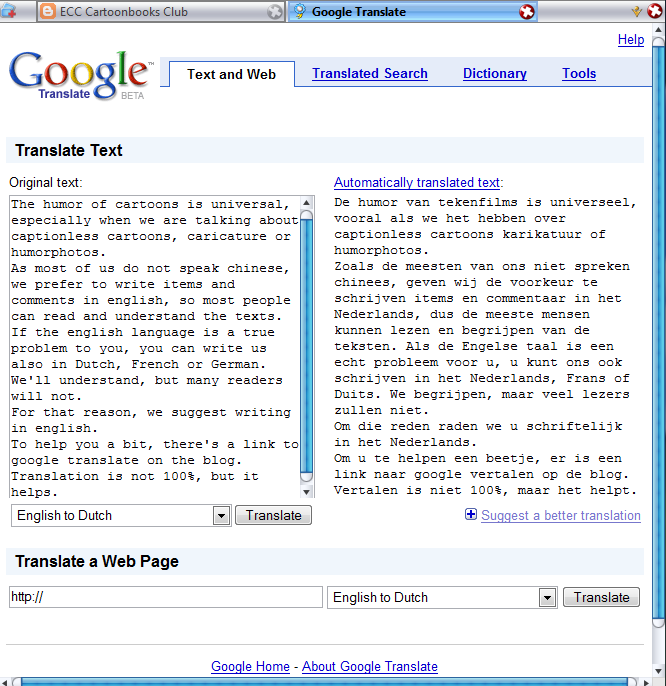 ECC Cartoonbooks Club
Google Translate
Help
Google™
Translate BETA
Text and Web
Translated Search
Dictionary
Tools
Translate Text
Original text:
The humor of cartoons is universal,
especially when we are talking about
captionless cartoons, caricature or
humorphotos.
As most of us do not speak chinese,
we prefer to write items and
comments in english, so most people
can read and understand the texts.
If the english language is a true
problem to you, you can write us
also in Dutch, French or German.
We'll understand, but many readers
will not.
For that reason, we suggest writing
in english.
To help you a bit, there's a link to
google translate on the blog.
Translation is not 100%, but it
helps.
English to Dutch
Translate
Automatically translated text:
De humor van tekenfilms is universeel,
vooral als we het hebben over
captionless cartoons karikatuur of
humorphotos.
Zoals de meesten van ons niet spreken
chinees, geven wij de voorkeur te
schrijven items en commentaar in het
Nederlands, dus de meeste mensen
kunnen lezen en begrijpen van de
teksten. Als de Engelse taal is een
echt probleem voor u, u kunt ons ook
schrijven in het Nederlands, Frans of
Duits. We begrijpen, maar veel lezers
zullen niet.
Om die reden raden we u schriftelijk
in het Nederlands.
Om u te helpen een beetje, er is een
link naar google vertalen op de blog.
Vertalen is niet 100%, maar het helpt.
Suggest a better translation
Translate a Web Page
http://
English to Dutch
Translate
Google Home - About Google Translate